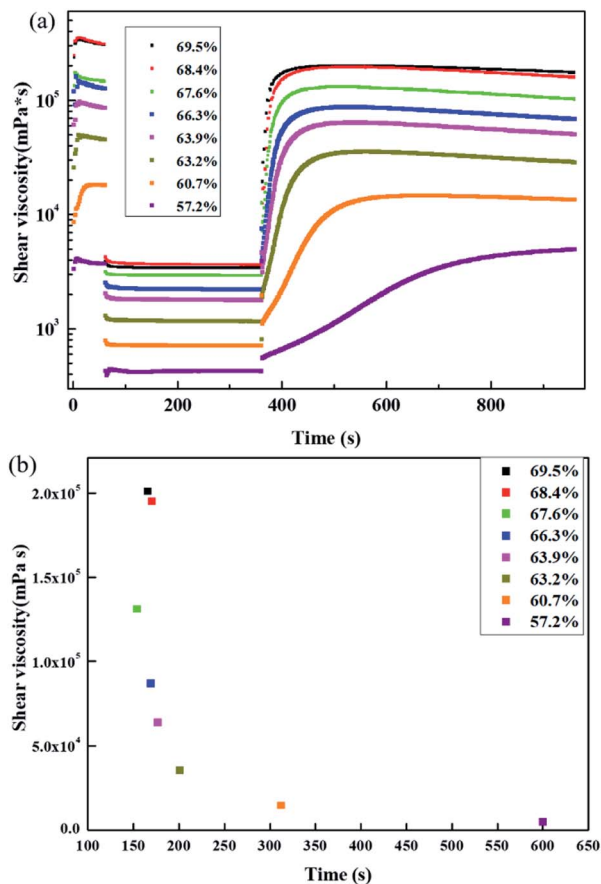 (a)
69.5%
68.4%
67.6%
66.3%
63.9%
63.2%
60.7%
57.2%
Shear viscosity(mPa*s)
10^5
10^4
10^3
0 200 400 600 800
Time (s)
(b)
69.5%
68.4%
67.6%
66.3%
63.9%
63.2%
60.7%
57.2%
Shear viscosity(mPa s)
2.0x10^5
1.5x10^5
1.0x10^5
5.0x10^4
0.0
100 150 200 250 300 350 400 450 500 550 600 650
Time (s)